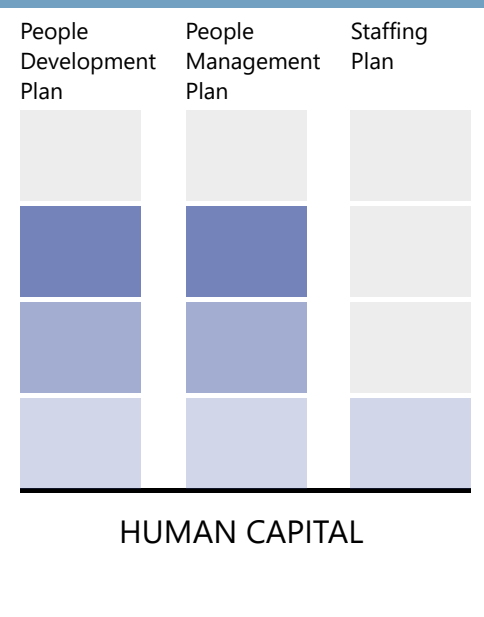 People
Development
Plan
People
Management
Plan
Staffing
Plan
HUMAN CAPITAL